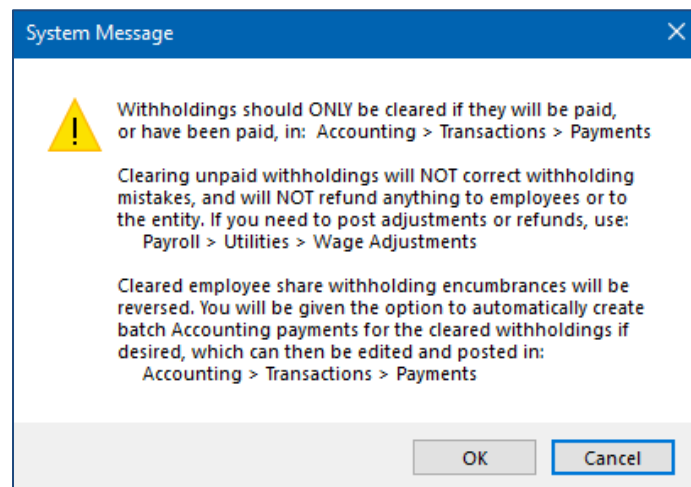 System Message
Withholdings should ONLY be cleared if they will be paid,
or have been paid, in:  Accounting > Transactions > Payments
Clearing unpaid withholdings will NOT correct withholding
mistakes, and will NOT refund anything to employees or to
the entity. If you need to post adjustments or refunds, use:
Payroll > Utilities > Wage Adjustments
Cleared employee share withholding encumbrances will be
reversed. You will be given the option to automatically create
batch Accounting payments for the cleared withholdings if
desired, which can then be edited and posted in:
Accounting > Transactions > Payments
OK
Cancel